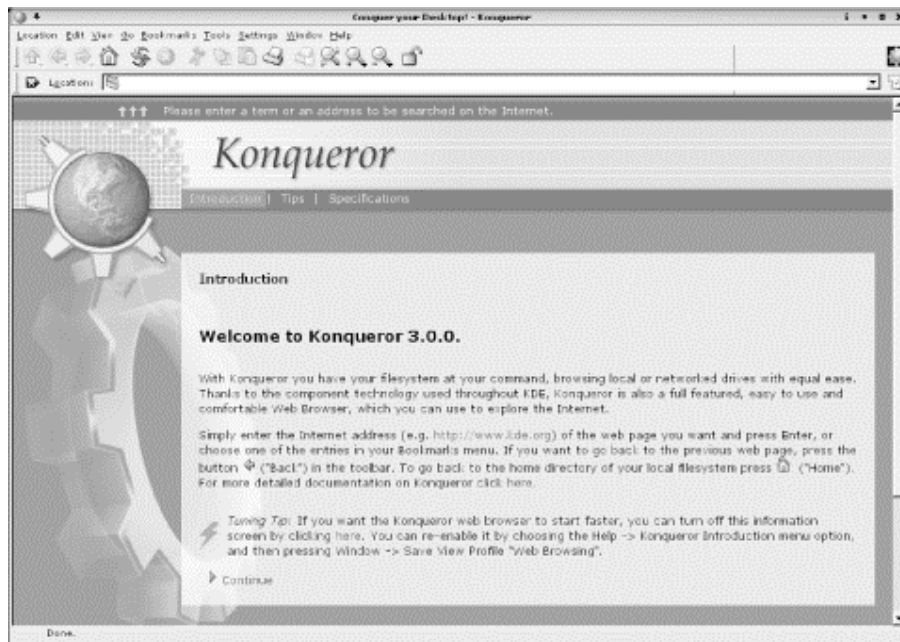 Conquer your Desktop! - Konqueror
Location Edit View Go Bookmarks Tools Settings Window Help
Location:
Please enter a term or an address to be searched on the Internet.
Konqueror
Introduction | Tips | Specifications
Introduction
Welcome to Konqueror 3.0.0.
With Konqueror you have your filesystem at your command, browsing local or networked drives with equal ease.
Thanks to the component technology used throughout KDE, Konqueror is also a full featured, easy to use and
comfortable Web Browser, which you can use to explore the Internet.
Simply enter the Internet address (e.g. http://www.kde.org) of the web page you want and press Enter, or
choose one of the entries in your Bookmarks menu. If you want to go back to the previous web page, press the
button ("Back") in the toolbar. To go back to the home directory of your local filesystem press ("Home").
For more detailed documentation on Konqueror click here.
Tuning Tip: If you want the Konqueror web browser to start faster, you can turn off this information
screen by clicking here. You can re-enable it by choosing the Help -> Konqueror Introduction menu option,
and then pressing Window -> Save View Profile "Web Browsing".
Continue
Done.